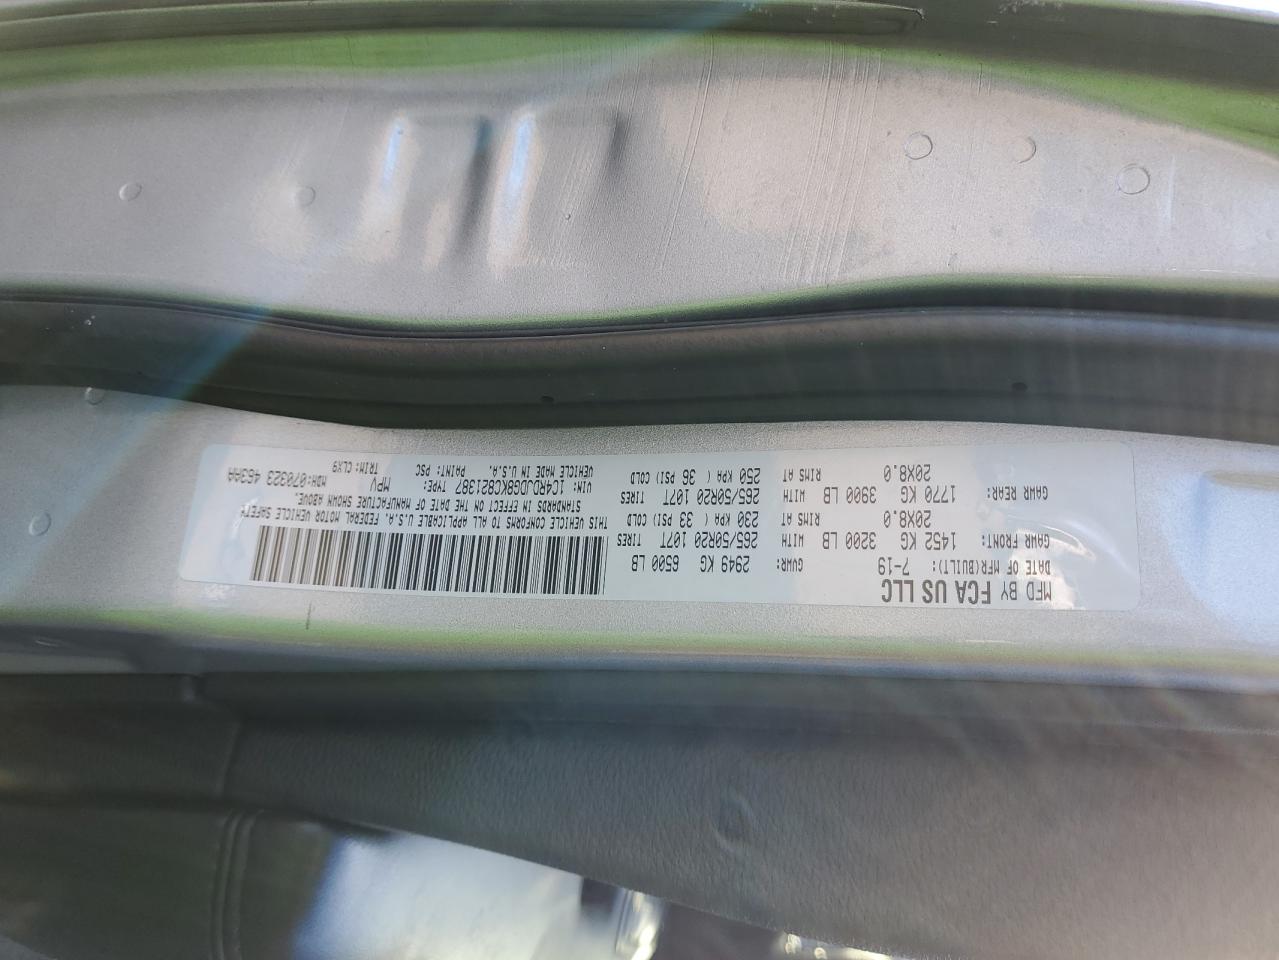 MFD BY FCA US LLC
DATE OF MFR(BUILT): 7-19 GVWR: 2949 KG 6500 LB
GAWR FRONT: 1452 KG 3200 LB WITH 265/50R20 107T TIRES
20X8.0 RIMS AT 230 KPA ( 33 PSI) COLD
GAWR REAR: 1770 KG 3900 LB WITH 265/50R20 107T TIRES
20X8.0 RIMS AT 250 KPA ( 36 PSI) COLD
THIS VEHICLE CONFORMS TO ALL APPLICABLE U.S.A. FEDERAL MOTOR VEHICLE SAFETY
STANDARDS IN EFFECT ON THE DATE OF MANUFACTURE SHOWN ABOVE.
VIN: 1C4RDJDG8KC821387 TYPE: MPV MDH:070323 463AA
VEHICLE MADE IN U.S.A. PAINT: PSC TRIM: CLX9